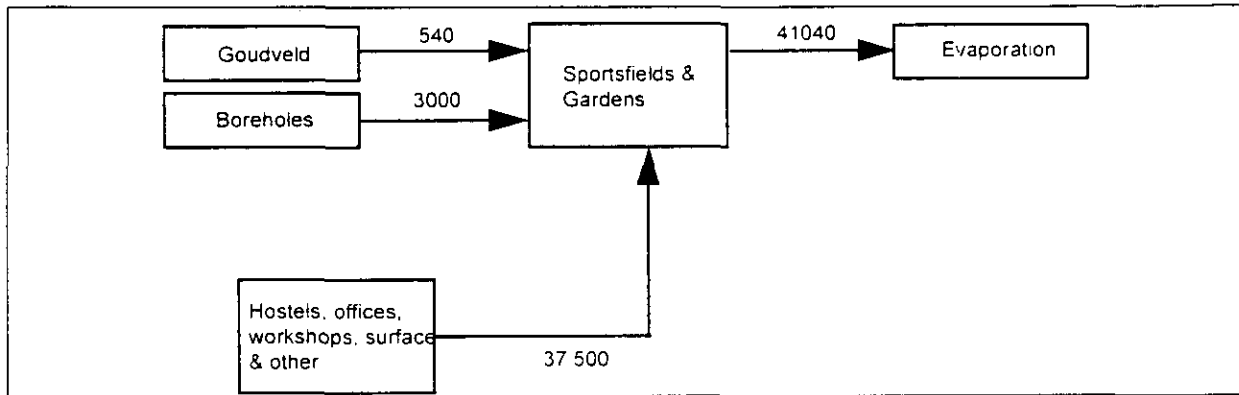 Goudveld
540
Boreholes
3000
Sportsfields &
Gardens
41040
Evaporation
Hostels, offices,
workshops, surface
& other
37 500